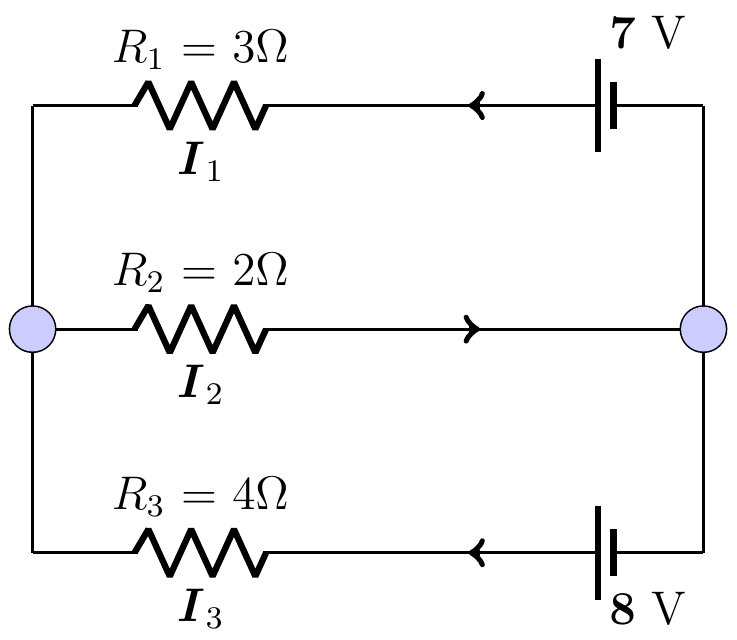 7 V
R₁ = 3Ω
I₁
R₂ = 2Ω
I₂
R₃ = 4Ω
I₃
8 V